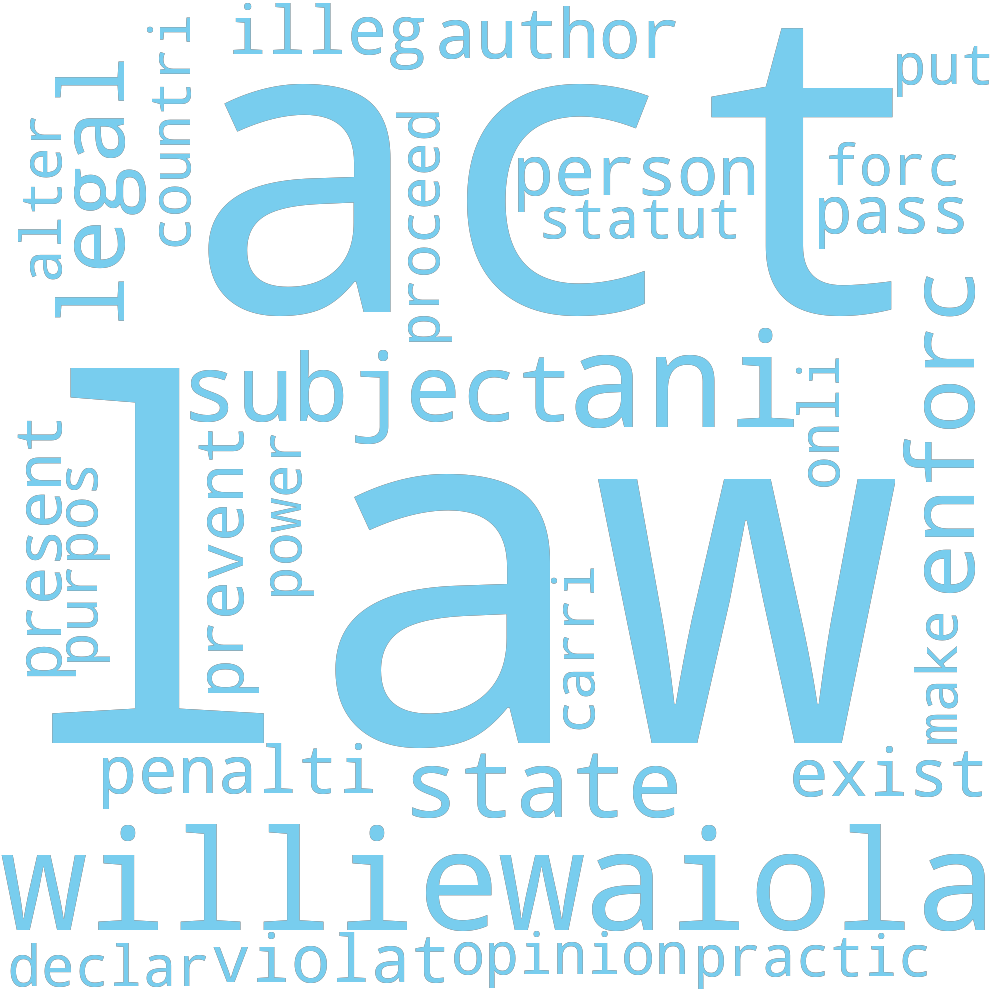 illeg
author
put
act
legal
countri
alter
proceed
person
statut
forc
pass
subject
ani
onli
enforc
law
present
purpos
prevent
power
carri
make
penalti
state
exist
williewaiola
declar
violat
opinion
practic